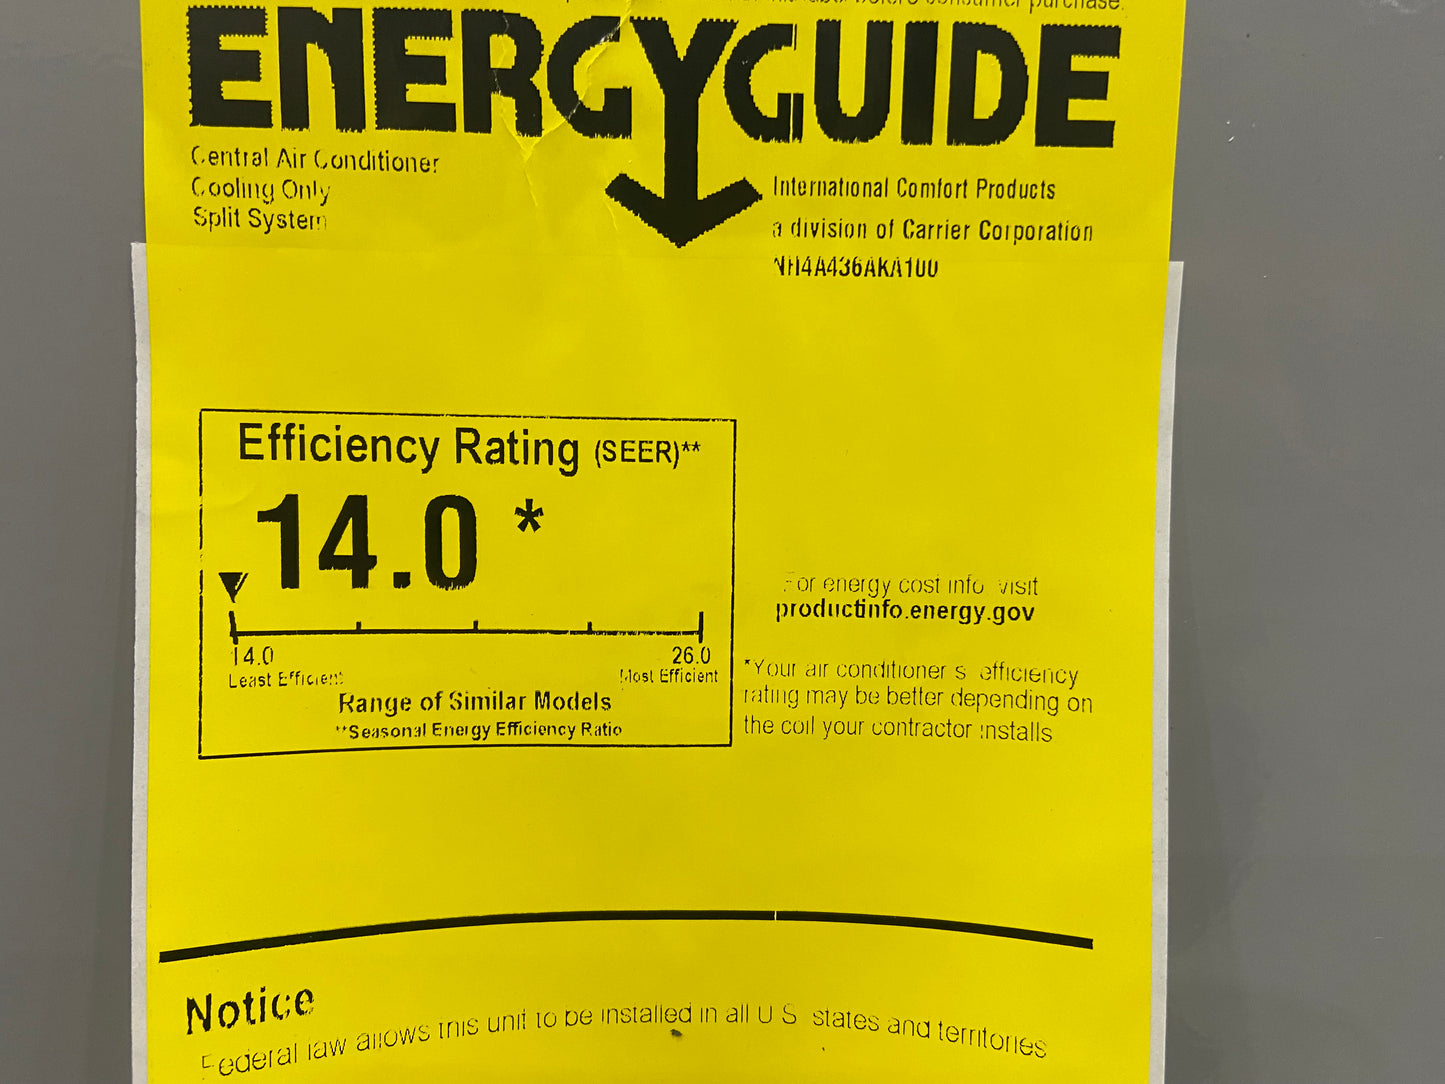 before consumer purchase.
ENERGYGUIDE
Central Air Conditioner
Cooling Only
Split System
International Comfort Products
a division of Carrier Corporation
NH4A436AKA100
Efficiency Rating (SEER)**
14.0 *
14.0
26.0
Least Efficient
Most Efficient
Range of Similar Models
**Seasonal Energy Efficiency Ratio
For energy cost info visit
productinfo.energy.gov
*Your air conditioner s efficiency
rating may be better depending on
the coil your contractor installs
Notice
Federal law allows this unit to be installed in all U S states and territories